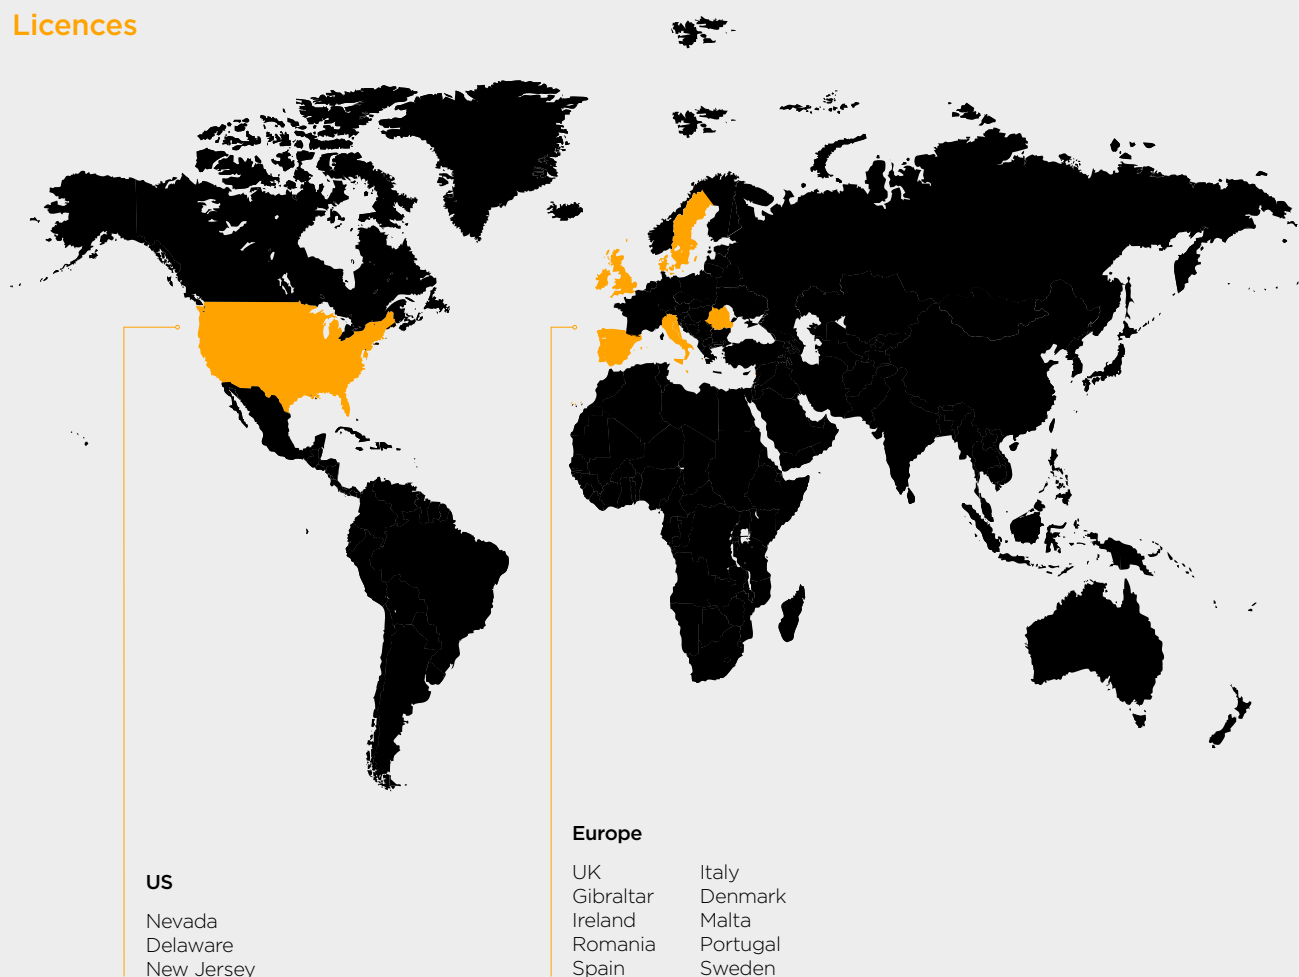 Licences
US
Nevada
Delaware
New Jersey
Europe
UK
Gibraltar
Ireland
Romania
Spain
Italy
Denmark
Malta
Portugal
Sweden